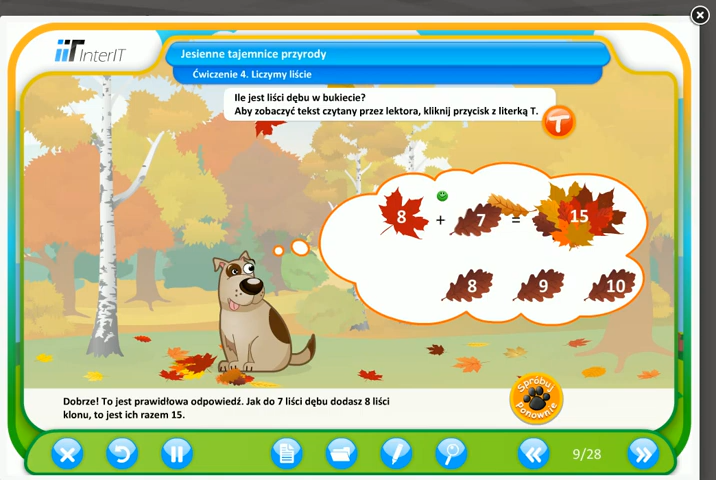 iiT InterIT
Jesienne tajemnice przyrody
Ćwiczenie 4. Liczymy liście
Ile jest liści dębu w bukiecie?
Aby zobaczyć tekst czytany przez lektora, kliknij przycisk z literką T.
T
8 + 7 = 15
8 9 10
Dobrze! To jest prawidłowa odpowiedź. Jak do 7 liści dębu dodasz 8 liści
klonu, to jest ich razem 15.
Spróbuj
ponownie
9/28